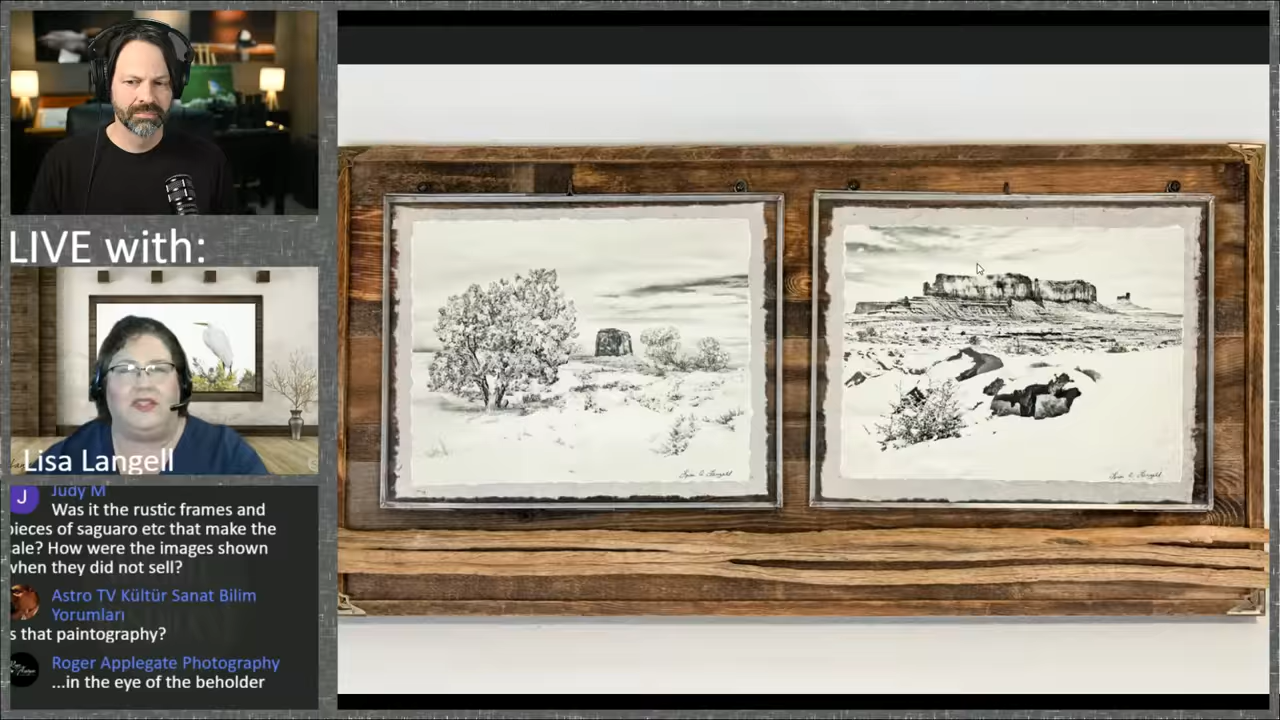 LIVE with:
Lisa Langell
J
Judy M
Was it the rustic frames and
pieces of saguaro etc that make the
ale? How were the images shown
when they did not sell?
Astro TV Kültür Sanat Bilim
Yorumları
s that paintography?
Roger Applegate Photography
...in the eye of the beholder